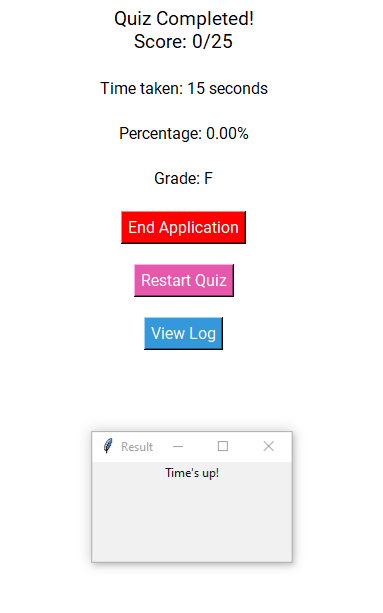 Quiz Completed!
Score: 0/25
Time taken: 15 seconds
Percentage: 0.00%
Grade: F
End Application
Restart Quiz
View Log
Result
Time's up!